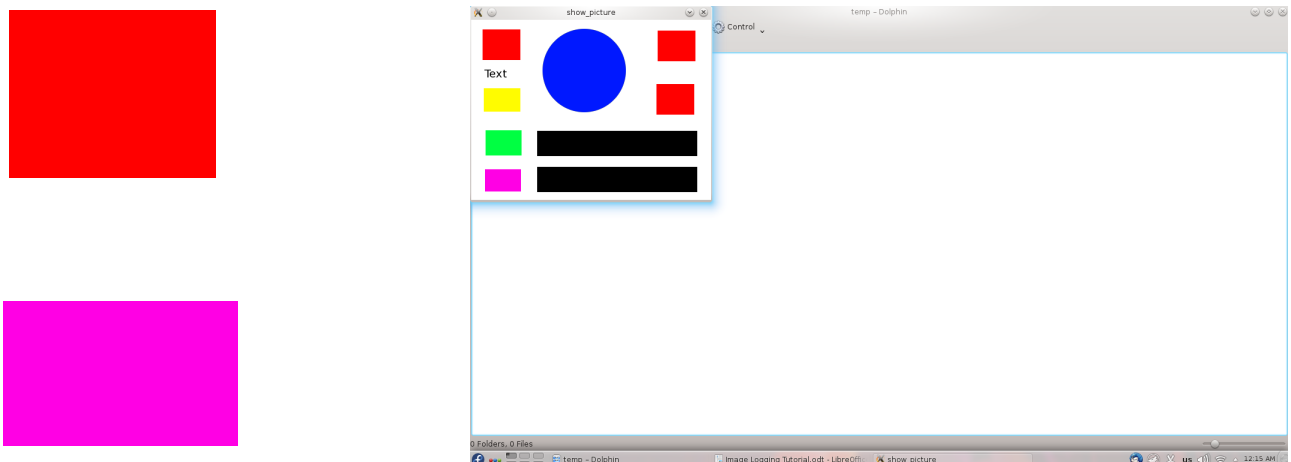 show_picture
temp – Dolphin
Control
Text
0 Folders, 0 Files
temp – Dolphin
Image Logging Tutorial.odt - LibreOffi
show_picture
us
12:15 AM